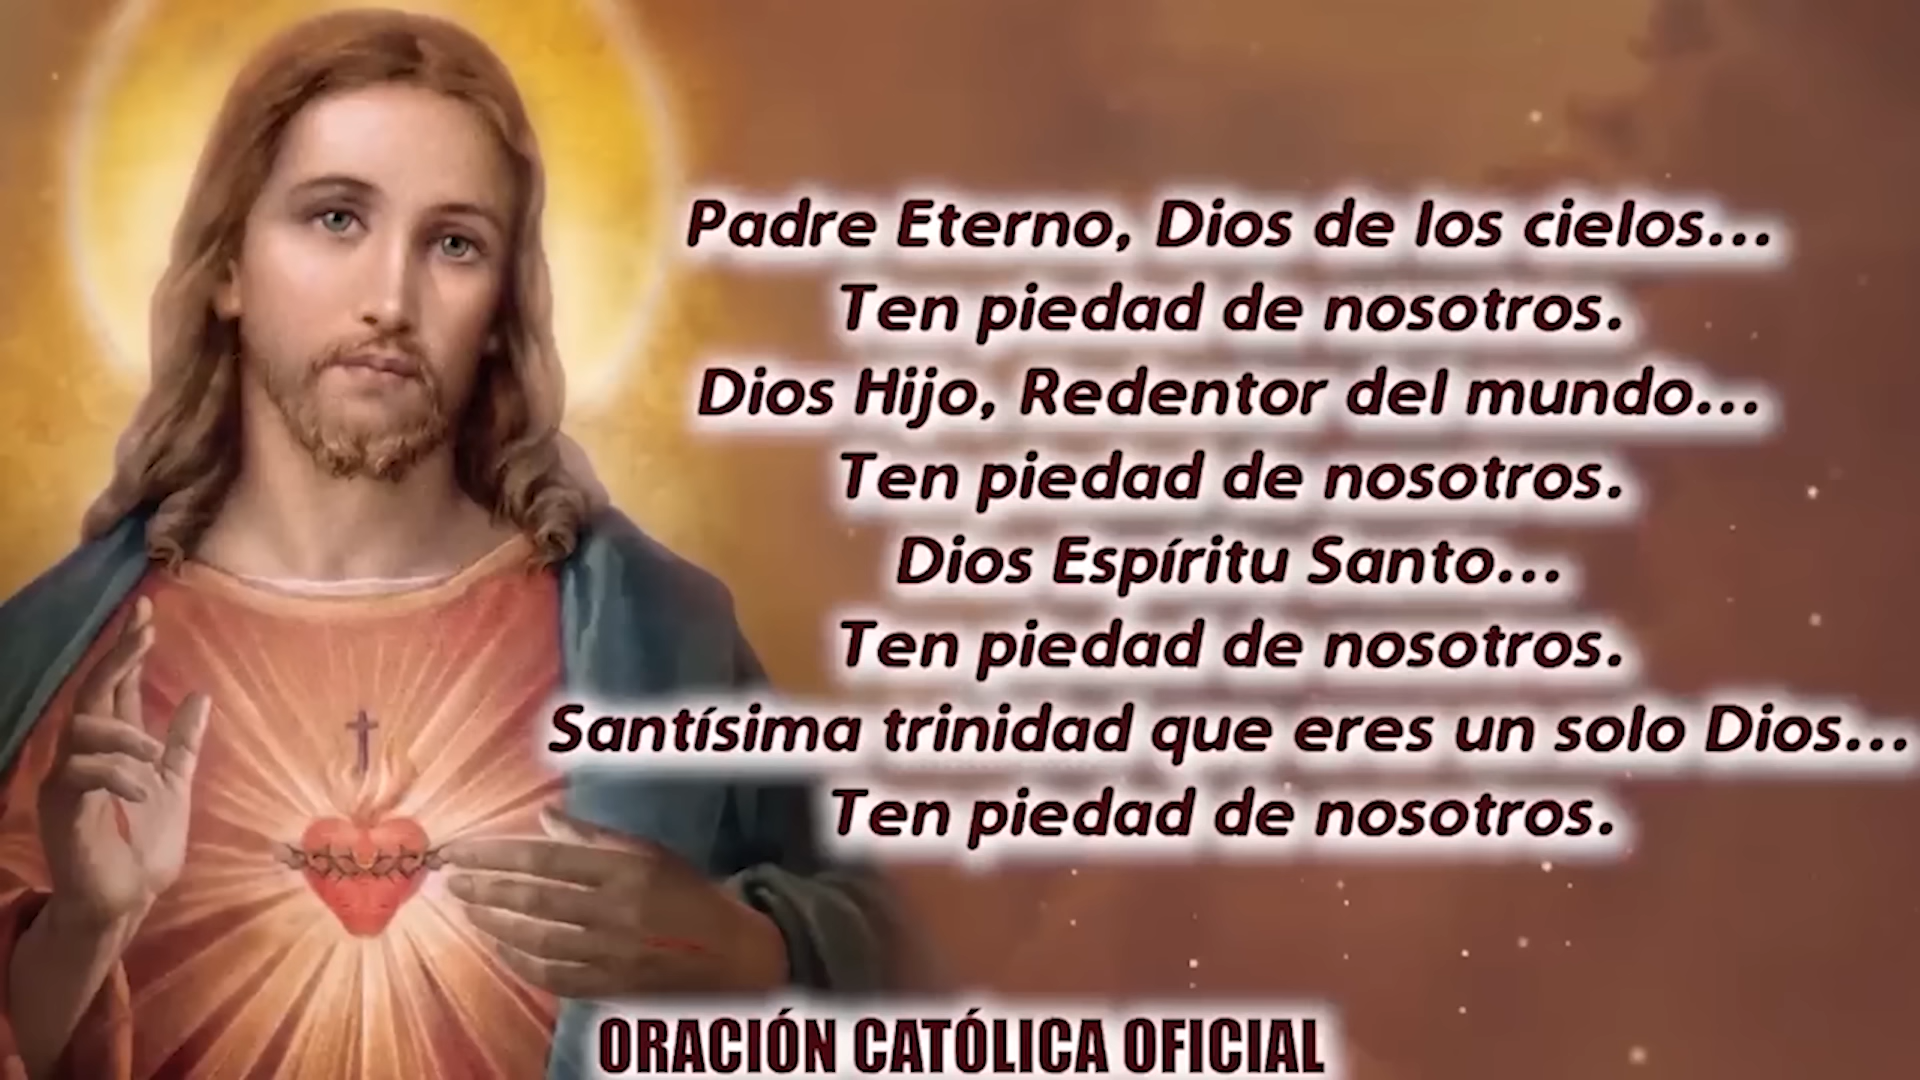 Padre Eterno, Dios de los cielos...
Ten piedad de nosotros.
Dios Hijo, Redentor del mundo...
Ten piedad de nosotros.
Dios Espíritu Santo...
Ten piedad de nosotros.
Santísima trinidad que eres un solo Dios...
Ten piedad de nosotros.
ORACIÓN CATÓLICA OFICIAL